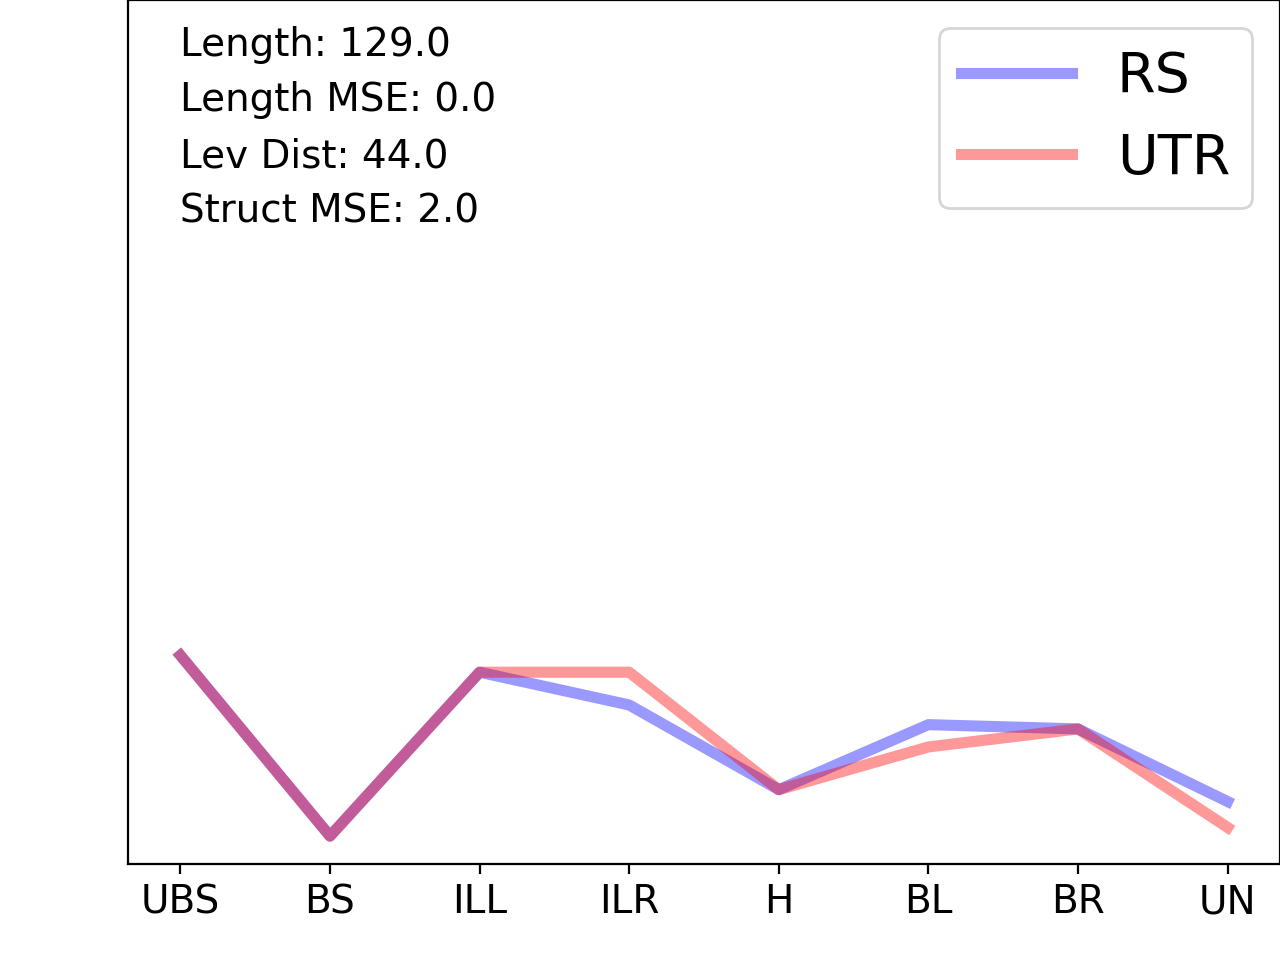 Length: 129.0
Length MSE: 0.0
Lev Dist: 44.0
Struct MSE: 2.0
RS
UTR
UBS BS ILL ILR H BL BR UN